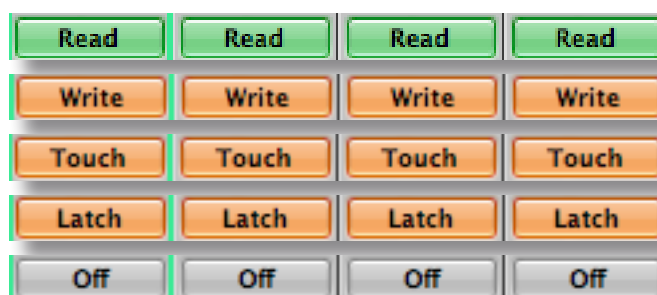 Read Read Read Read
Write Write Write Write
Touch Touch Touch Touch
Latch Latch Latch Latch
Off Off Off Off